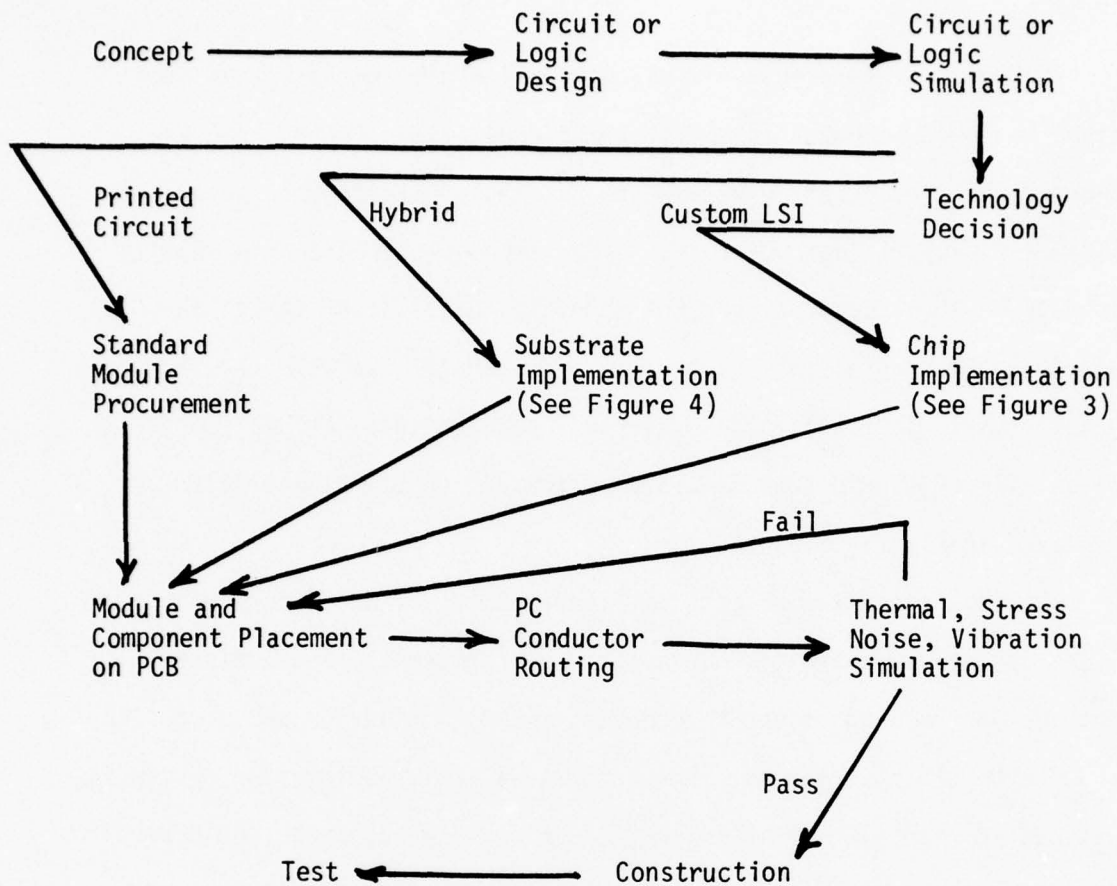 Concept
Circuit or
Logic
Design
Circuit or
Logic
Simulation
Printed
Circuit
Hybrid
Custom LSI
Technology
Decision
Standard
Module
Procurement
Substrate
Implementation
(See Figure 4)
Chip
Implementation
(See Figure 3)
Fail
Module and
Component Placement
on PCB
PC
Conductor
Routing
Thermal, Stress
Noise, Vibration
Simulation
Pass
Test
Construction